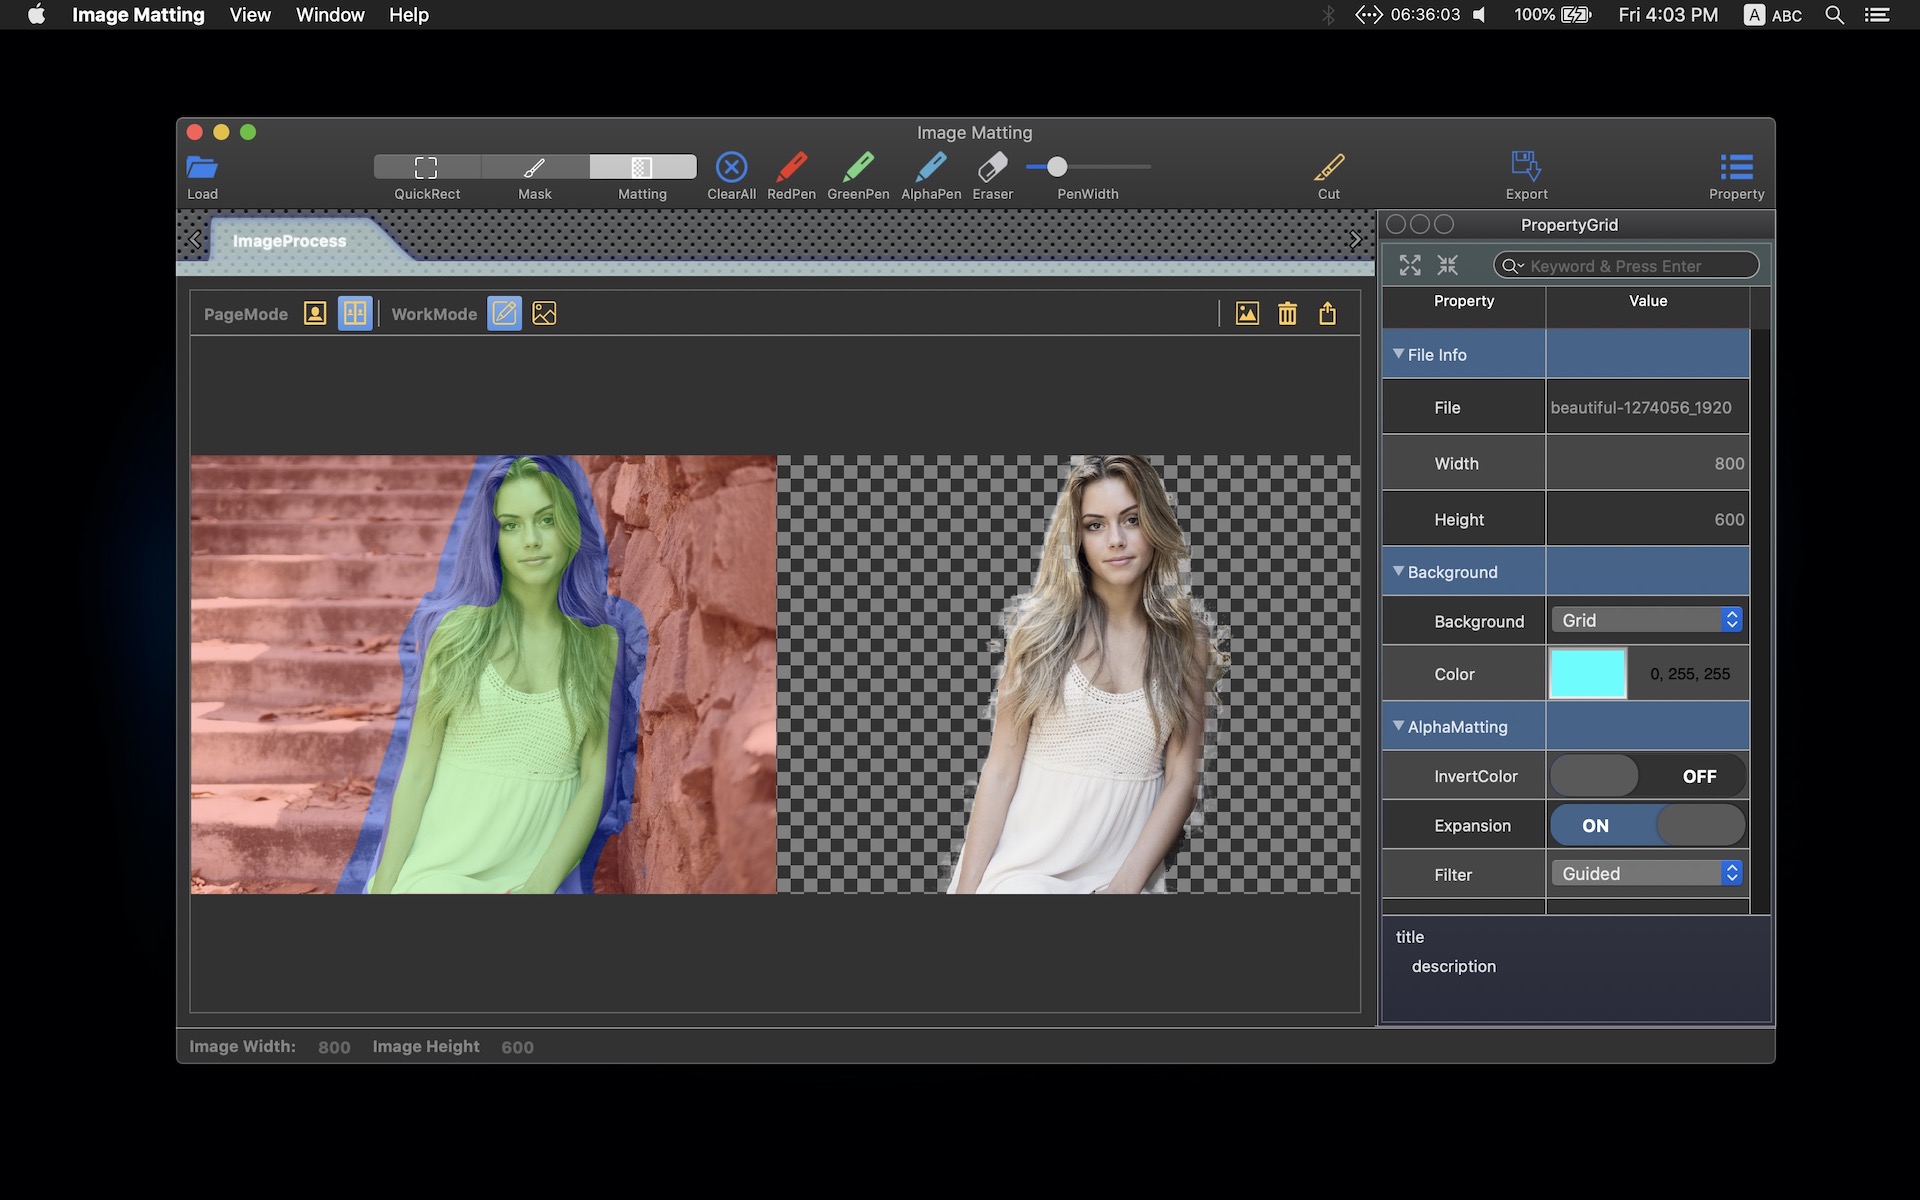 Image Matting View Window Help 06:36:03 100% Fri 4:03 PM A ABC
Image Matting
Load QuickRect Mask Matting ClearAll RedPen GreenPen AlphaPen Eraser PenWidth Cut Export Property
ImageProcess
PageMode WorkMode
PropertyGrid
Keyword & Press Enter
Property Value
File Info
File beautiful-1274056_1920
Width 800
Height 600
Background
Background Grid
Color 0, 255, 255
AlphaMatting
InvertColor OFF
Expansion ON
Filter Guided
title
description
Image Width: 800 Image Height 600